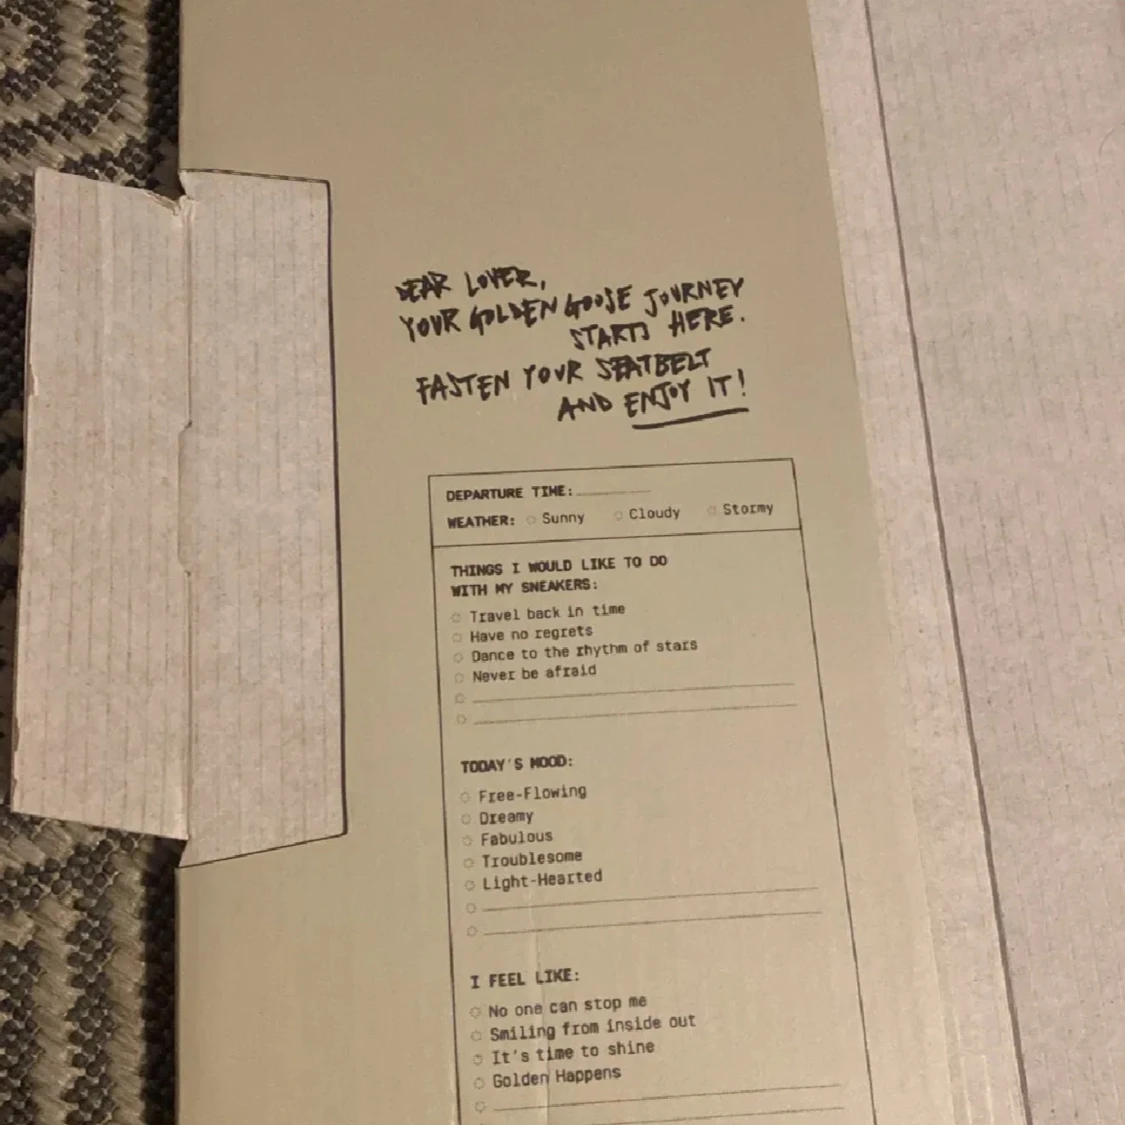 DEAR LOVER,
YOUR GOLDEN GOOSE JOURNEY
STARTS HERE.
FASTEN YOUR SEATBELT
AND ENJOY IT!
DEPARTURE TIME:
WEATHER: Sunny Cloudy Stormy
THINGS I WOULD LIKE TO DO
WITH MY SNEAKERS:
Travel back in time
Have no regrets
Dance to the rhythm of stars
Never be afraid
TODAY'S MOOD:
Free-Flowing
Dreamy
Fabulous
Troublesome
Light-Hearted
I FEEL LIKE:
No one can stop me
Smiling from inside out
It's time to shine
Golden Happens